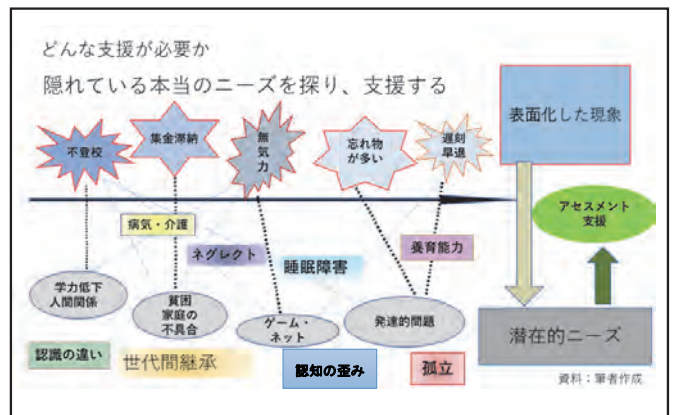 どんな支援が必要か
隠れている本当のニーズを探り、支援する
表面化した現象
不登校
集金滞納
無
気
力
忘れ物
が多い
遅刻
早退
病気・介護
ネグレクト
睡眠障害
養育能力
アセスメント
支援
学力低下
人間関係
貧困
家庭の
不具合
ゲーム・
ネット
発達的問題
潜在的ニーズ
認識の違い
世代間継承
認知の歪み
孤立
資料：筆者作成